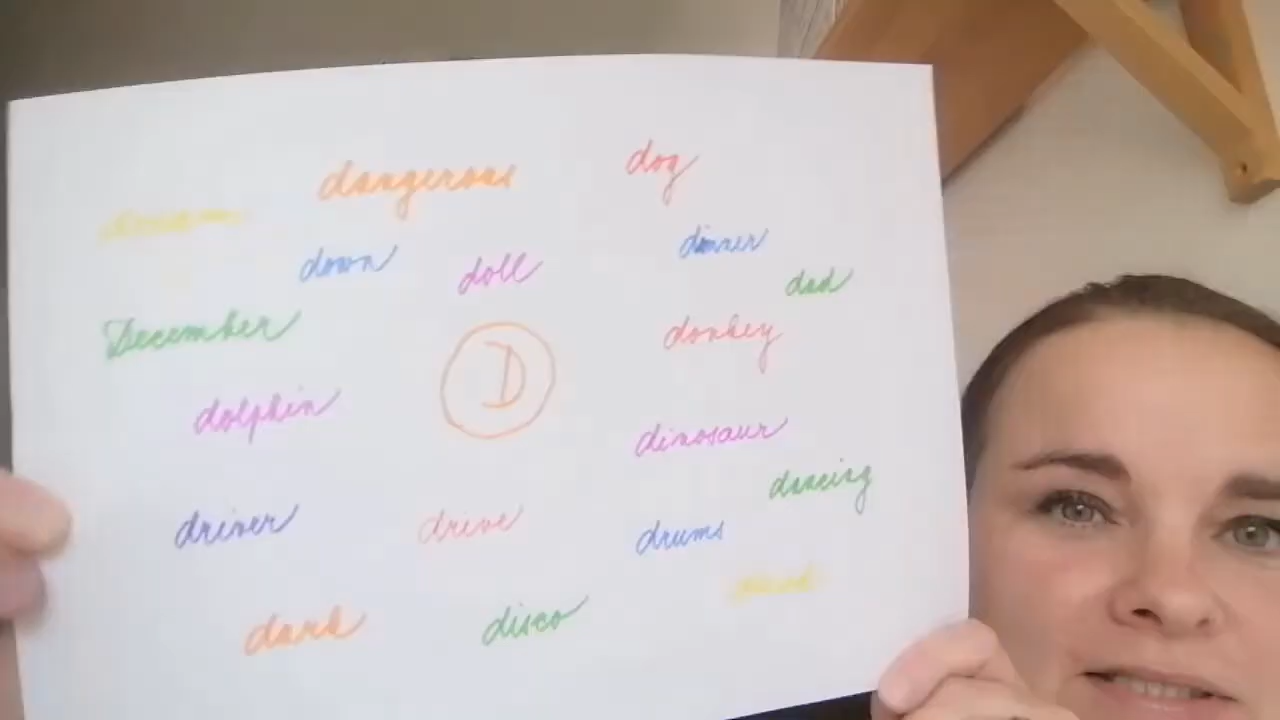 dangerous
dog
down
doll
dinner
dad
December
donkey
D
dolphin
dinosaur
dancing
driver
drive
drums
dark
disco